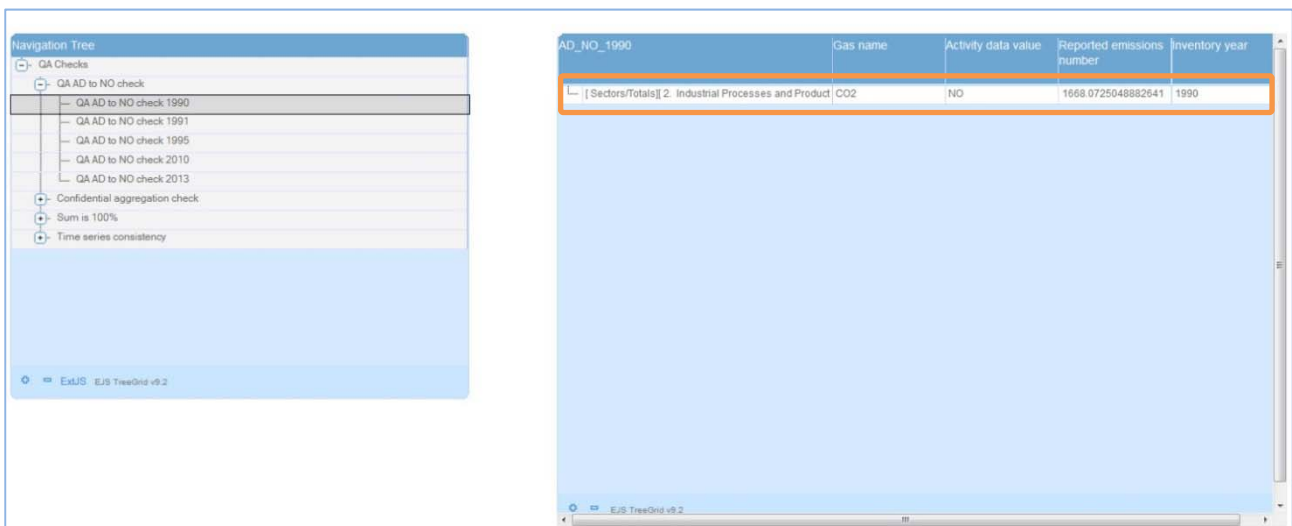 Navigation Tree
QA Checks
QA AD to NO check
QA AD to NO check 1990
QA AD to NO check 1991
QA AD to NO check 1995
QA AD to NO check 2010
QA AD to NO check 2013
Confidential aggregation check
Sum is 100%
Time series consistency
ExtJS EJS TreeGrid v9.2
AD_NO_1990 Gas name Activity data value Reported emissions number Inventory year
[ Sectors/Totals][ 2. Industrial Processes and Product CO2 NO 1668.0725048882641 1990
EJS TreeGrid v9.2